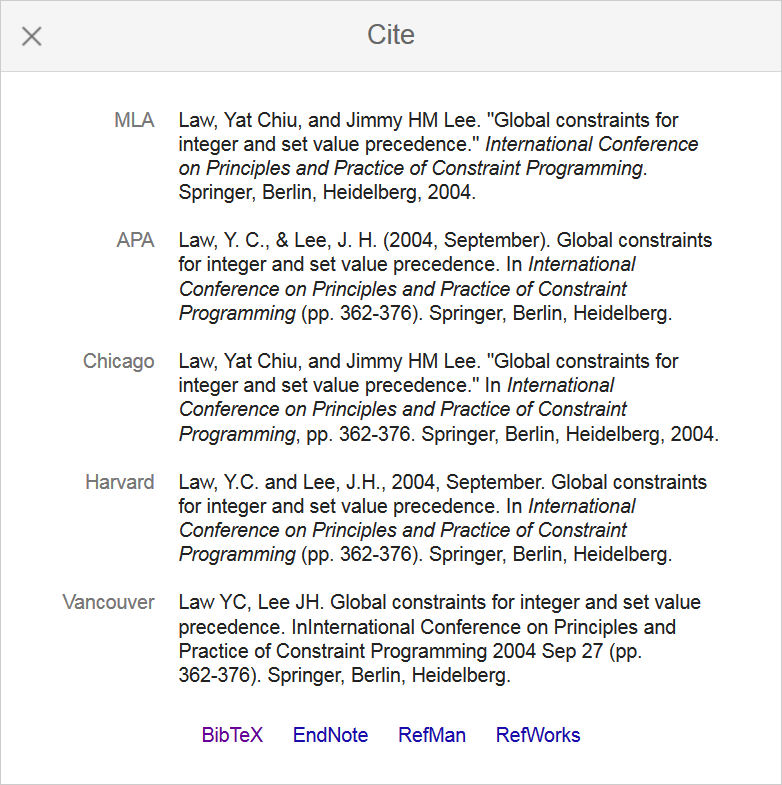 Cite
MLA
Law, Yat Chiu, and Jimmy HM Lee. "Global constraints for
integer and set value precedence." International Conference
on Principles and Practice of Constraint Programming.
Springer, Berlin, Heidelberg, 2004.
APA
Law, Y. C., & Lee, J. H. (2004, September). Global constraints
for integer and set value precedence. In International
Conference on Principles and Practice of Constraint
Programming (pp. 362-376). Springer, Berlin, Heidelberg.
Chicago
Law, Yat Chiu, and Jimmy HM Lee. "Global constraints for
integer and set value precedence." In International
Conference on Principles and Practice of Constraint
Programming, pp. 362-376. Springer, Berlin, Heidelberg, 2004.
Harvard
Law, Y.C. and Lee, J.H., 2004, September. Global constraints
for integer and set value precedence. In International
Conference on Principles and Practice of Constraint
Programming (pp. 362-376). Springer, Berlin, Heidelberg.
Vancouver
Law YC, Lee JH. Global constraints for integer and set value
precedence. InInternational Conference on Principles and
Practice of Constraint Programming 2004 Sep 27 (pp.
362-376). Springer, Berlin, Heidelberg.
BibTeX EndNote RefMan RefWorks